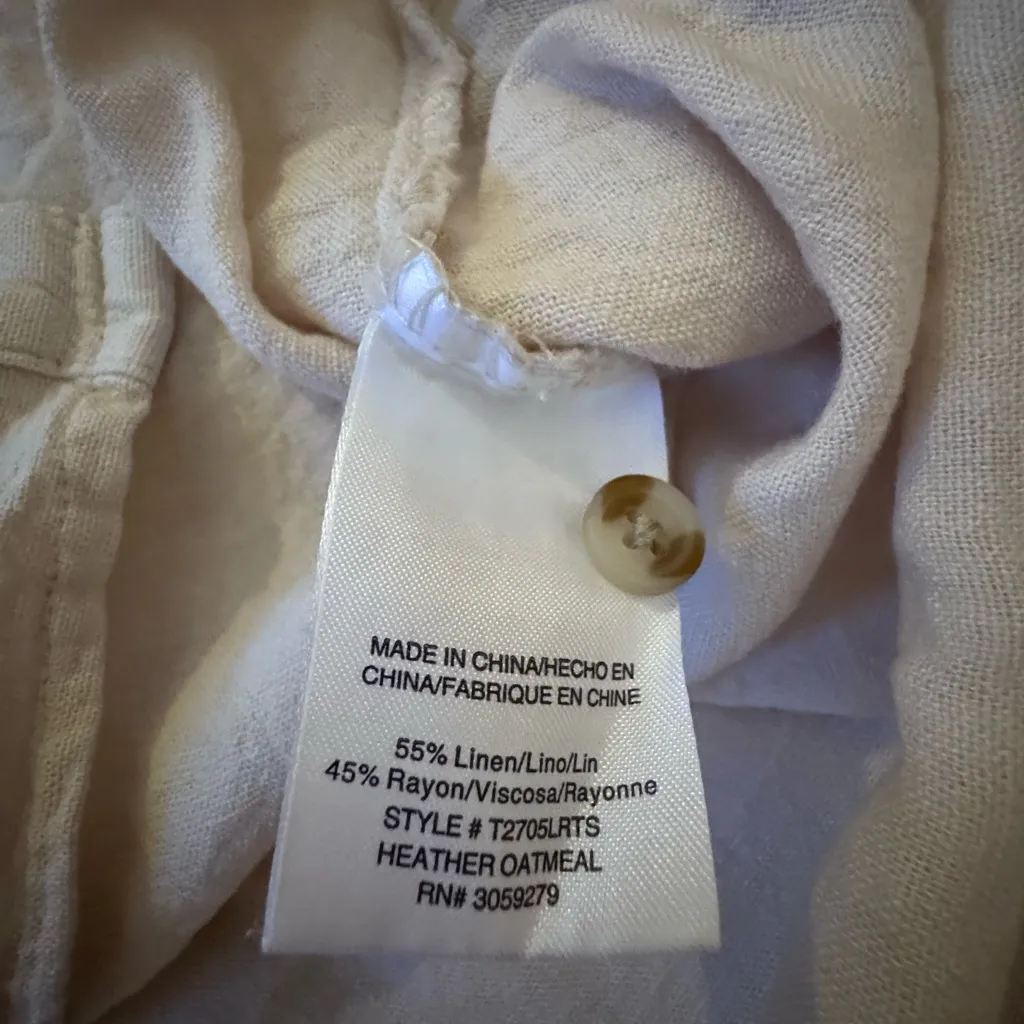 MADE IN CHINA/HECHO EN
CHINA/FABRIQUE EN CHINE
55% Linen/Lino/Lin
45% Rayon/Viscosa/Rayonne
STYLE # T2705LRTS
HEATHER OATMEAL
RN# 3059279